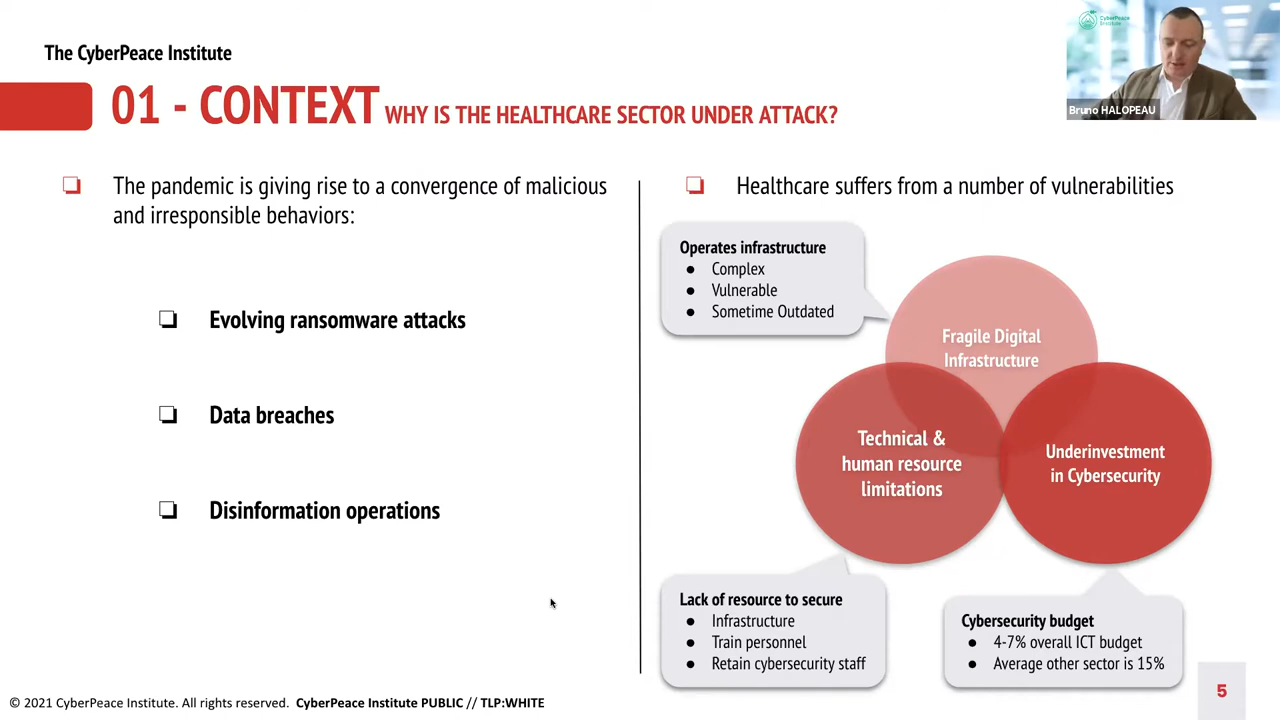 The CyberPeace Institute
01 - CONTEXT WHY IS THE HEALTHCARE SECTOR UNDER ATTACK?
CyberPeace
Institute
Bruno HALOPEAU
❏ The pandemic is giving rise to a convergence of malicious
and irresponsible behaviors:
❏ Evolving ransomware attacks
❏ Data breaches
❏ Disinformation operations
❏ Healthcare suffers from a number of vulnerabilities
Operates infrastructure
● Complex
● Vulnerable
● Sometime Outdated
Fragile Digital
Infrastructure
Technical &
human resource
limitations
Underinvestment
in Cybersecurity
Lack of resource to secure
● Infrastructure
● Train personnel
● Retain cybersecurity staff
Cybersecurity budget
● 4-7% overall ICT budget
● Average other sector is 15%
© 2021 CyberPeace Institute. All rights reserved. CyberPeace Institute PUBLIC // TLP:WHITE
5